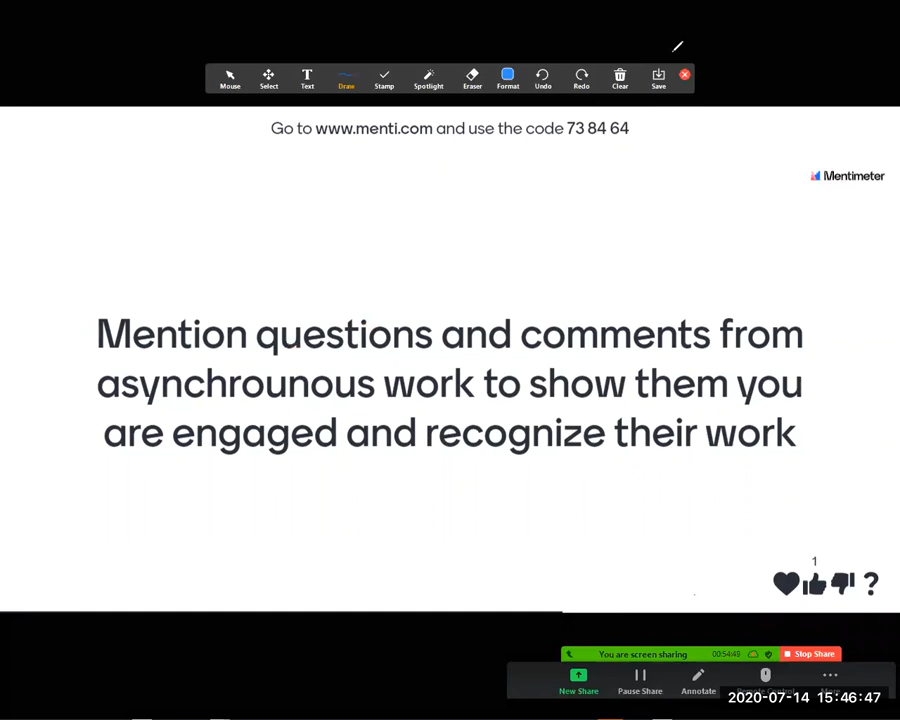 Mouse Select Text Draw Stamp Spotlight Eraser Format Undo Redo Clear Save
Go to www.menti.com and use the code 73 84 64
Mentimeter
Mention questions and comments from
asynchrounous work to show them you
are engaged and recognize their work
1
?
You are screen sharing 00:54:49 Stop Share
New Share Pause Share Annotate
2020-07-14 15:46:47